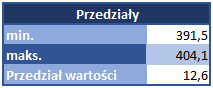 Przedziały
min. 391,5
maks. 404,1
Przedział wartości 12,6